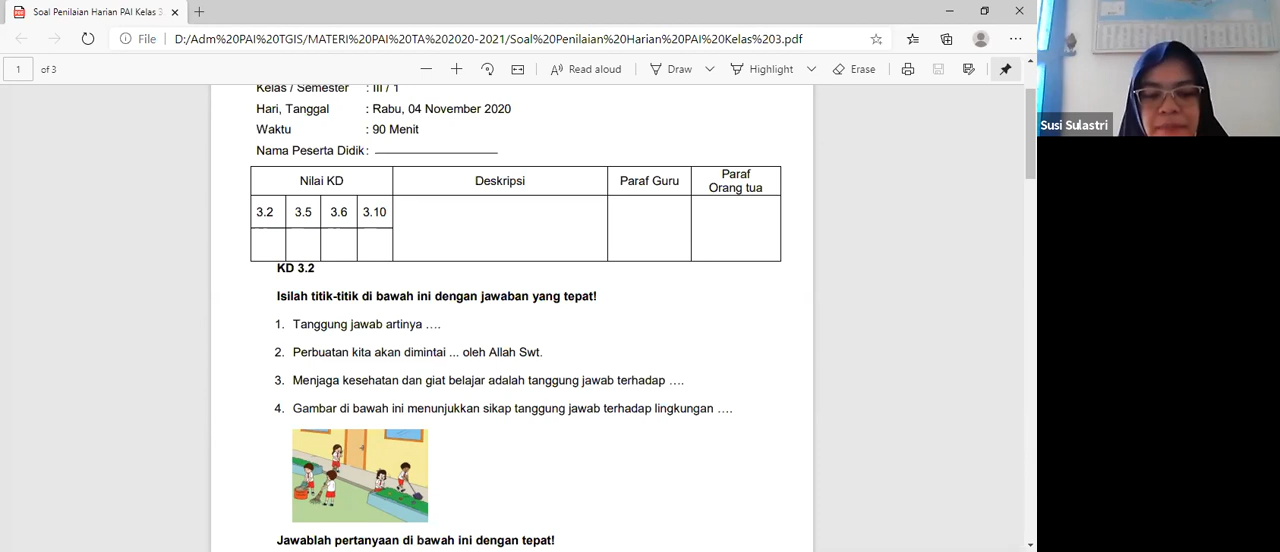 Soal Penilaian Harian PAI Kelas 3
File
D:/Adm%20PAI%20TGIS/MATERI%20PAI%20TA%202020-2021/Soal%20Penilaian%20Harian%20PAI%20Kelas%203.pdf
1 of 3
Read aloud
Draw
Highlight
Erase
Susi Sulastri
Kelas / Semester : III / 1
Hari, Tanggal : Rabu, 04 November 2020
Waktu : 90 Menit
Nama Peserta Didik :
Nilai KD Deskripsi Paraf Guru Paraf Orang tua
3.2 3.5 3.6 3.10
KD 3.2
Isilah titik-titik di bawah ini dengan jawaban yang tepat!
1. Tanggung jawab artinya ….
2. Perbuatan kita akan dimintai ... oleh Allah Swt.
3. Menjaga kesehatan dan giat belajar adalah tanggung jawab terhadap ….
4. Gambar di bawah ini menunjukkan sikap tanggung jawab terhadap lingkungan ….
Jawablah pertanyaan di bawah ini dengan tepat!